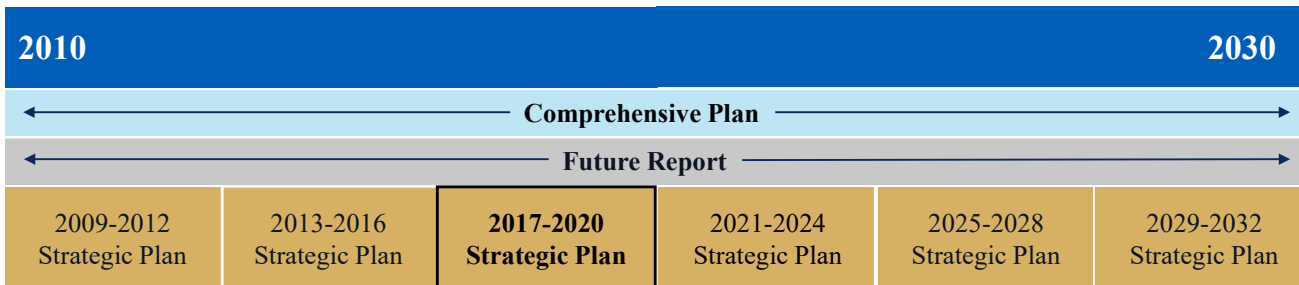 2010 2030
Comprehensive Plan
Future Report
2009-2012
Strategic Plan
2013-2016
Strategic Plan
2017-2020
Strategic Plan
2021-2024
Strategic Plan
2025-2028
Strategic Plan
2029-2032
Strategic Plan